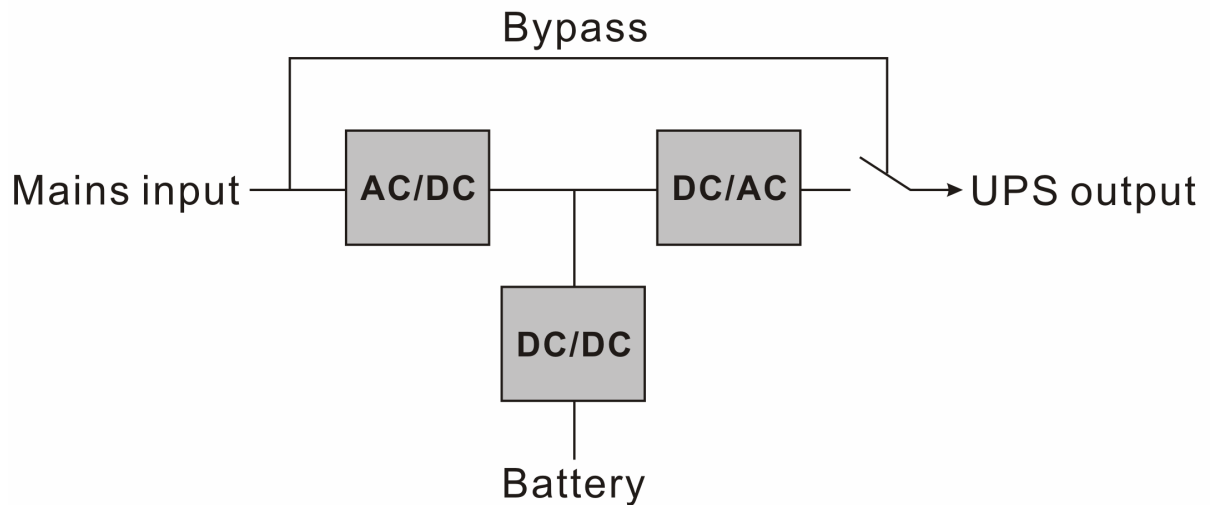 Bypass
Mains input
AC/DC
DC/AC
UPS output
DC/DC
Battery